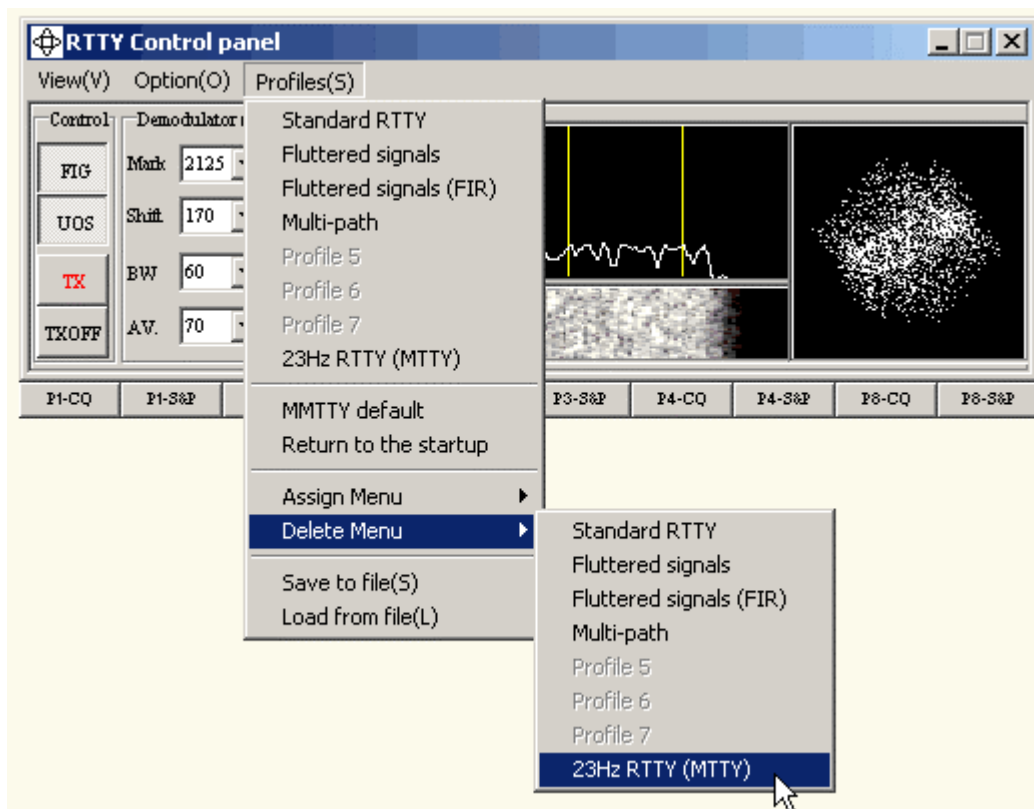 RTTY Control panel
View(V) Option(O) Profiles(S)
Control
Demodulator
FIG
UOS
TX
TXOFF
Mark 2125
Shift 170
BW 60
AV. 70
Standard RTTY
Fluttered signals
Fluttered signals (FIR)
Multi-path
Profile 5
Profile 6
Profile 7
23Hz RTTY (MTTY)
MMTTY default
Return to the startup
Assign Menu
Delete Menu
Save to file(S)
Load from file(L)
P1-CQ P1-S&P P3-S&P P4-CQ P4-S&P P8-CQ P8-S&P
Standard RTTY
Fluttered signals
Fluttered signals (FIR)
Multi-path
Profile 5
Profile 6
Profile 7
23Hz RTTY (MTTY)